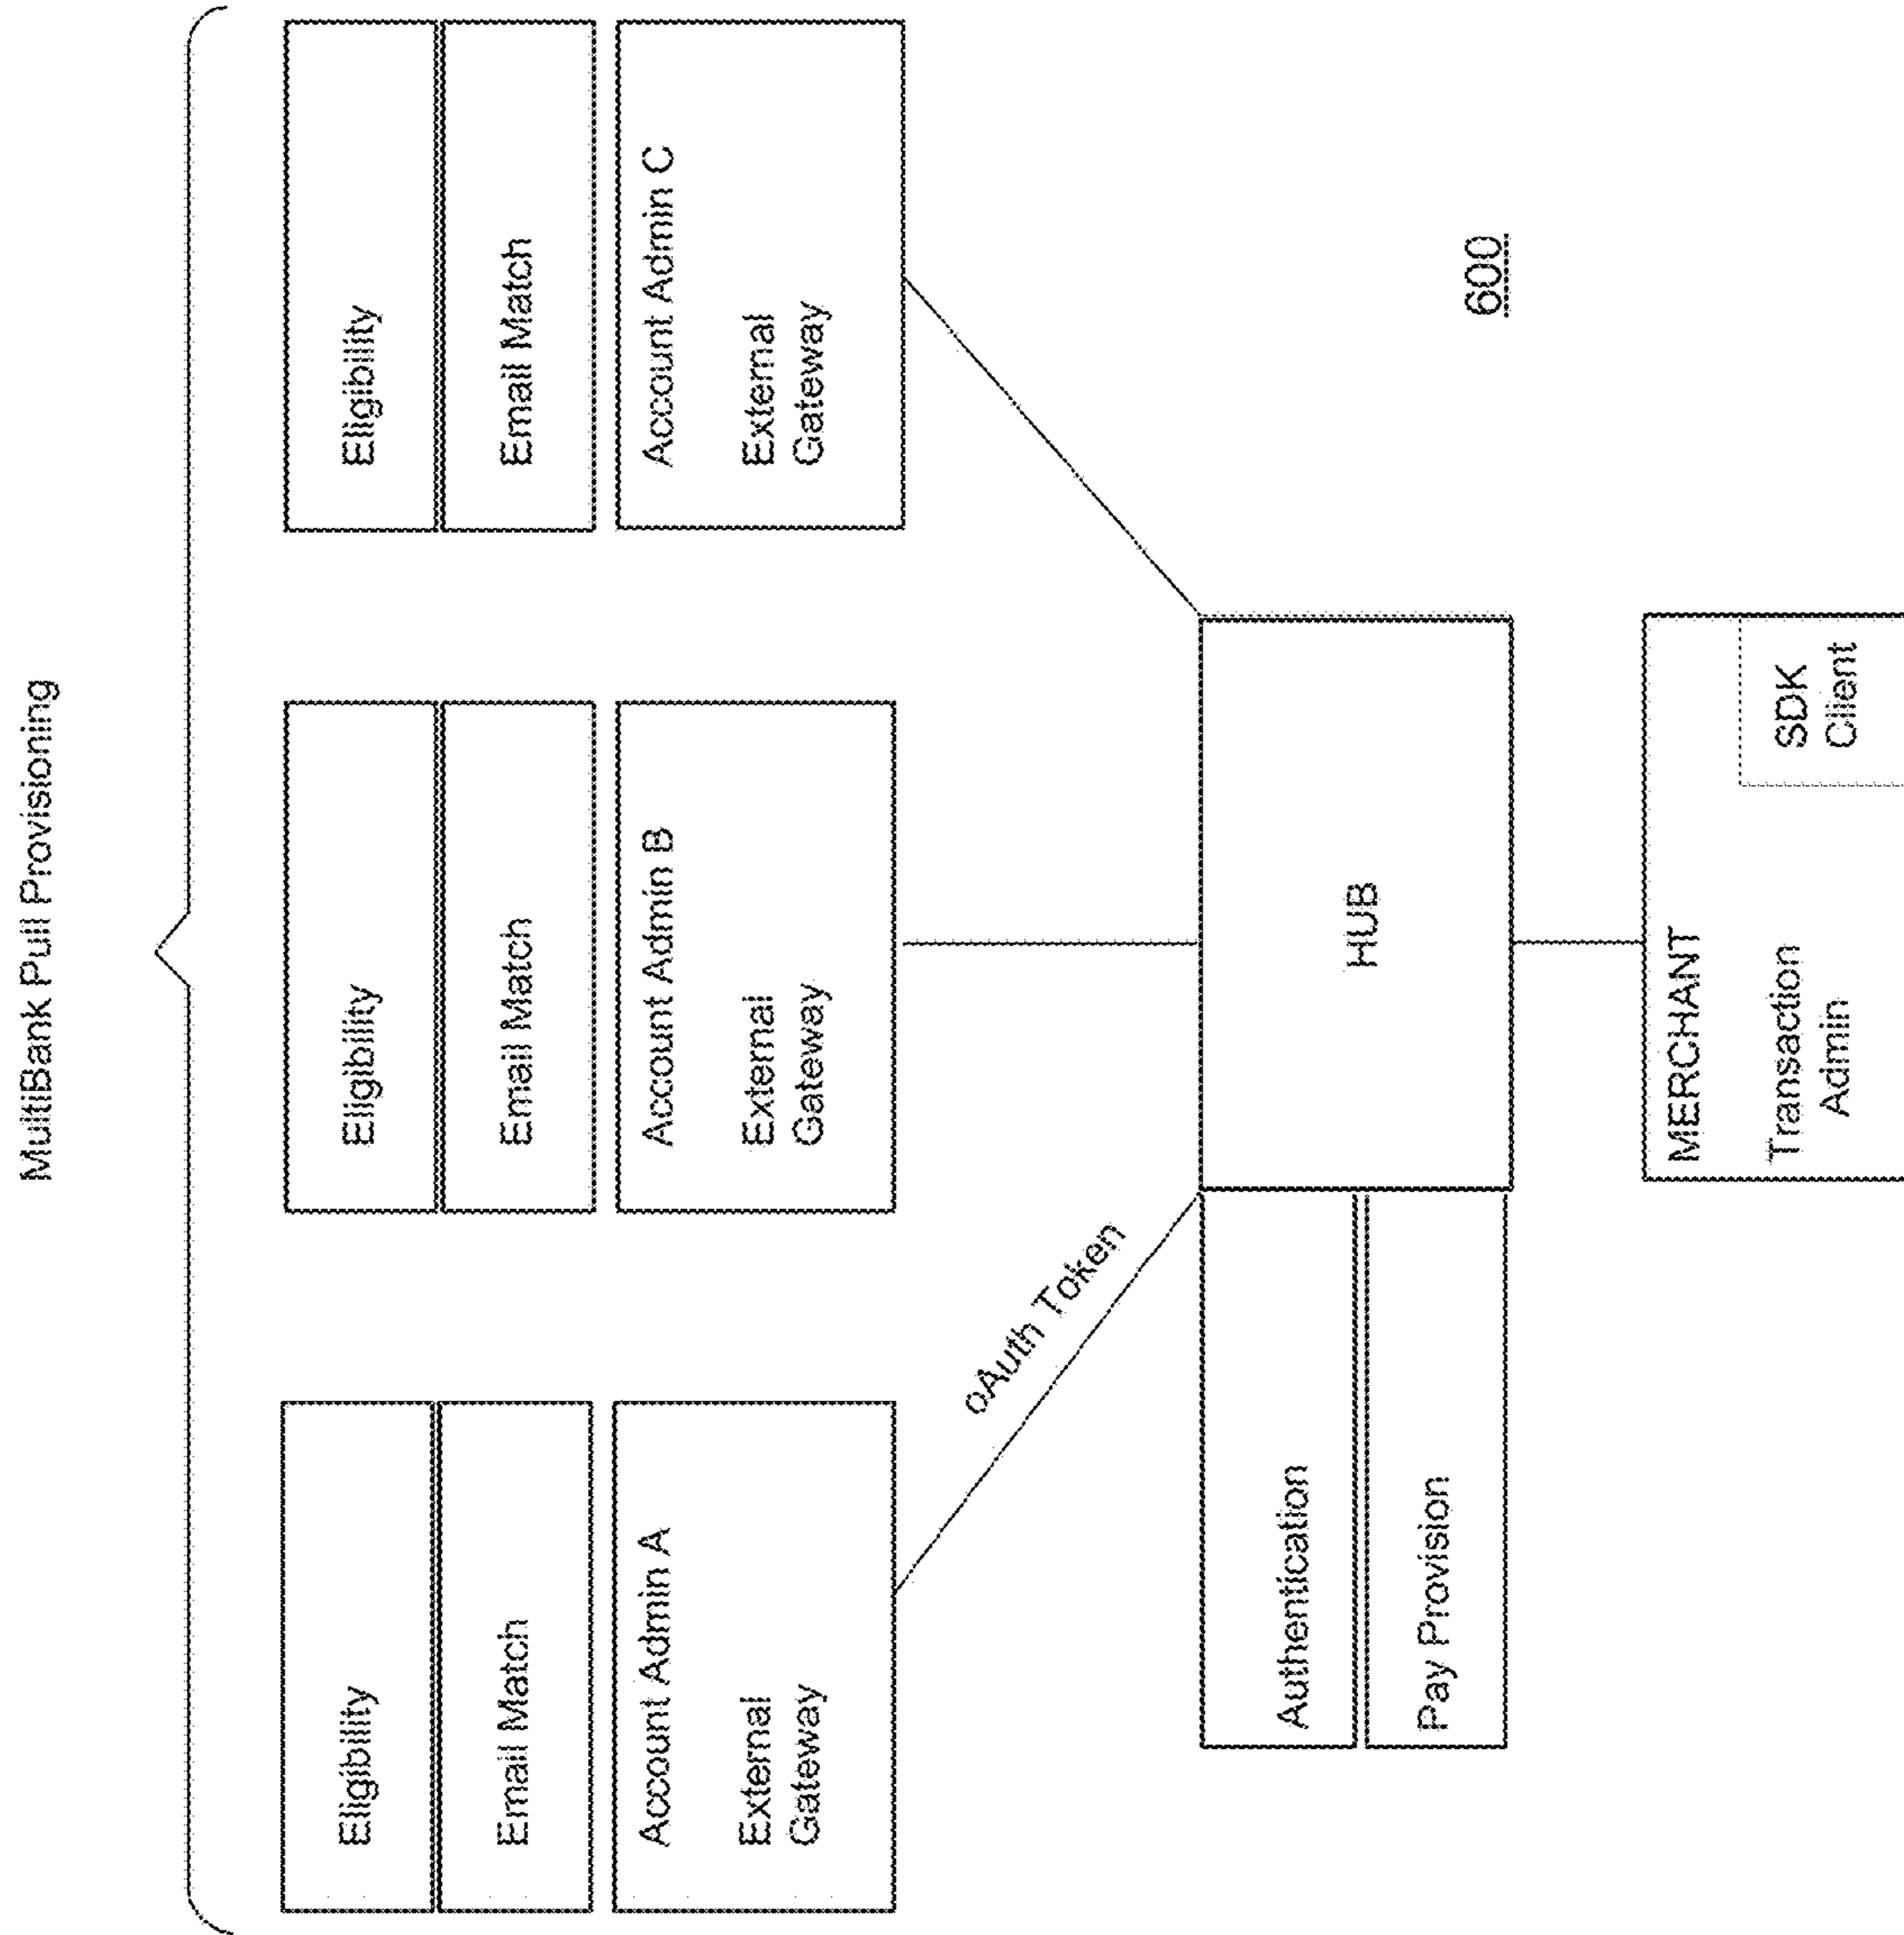 MultiBank Pull Provisioning
Eligibility
Email Match
Account Admin A
External
Gateway
Eligibility
Email Match
Account Admin B
External
Gateway
Eligibility
Email Match
Account Admin C
External
Gateway
oAuth Token
Authentication
Pay Provision
HUB
600
MERCHANT
Transaction
Admin
SDK
Client